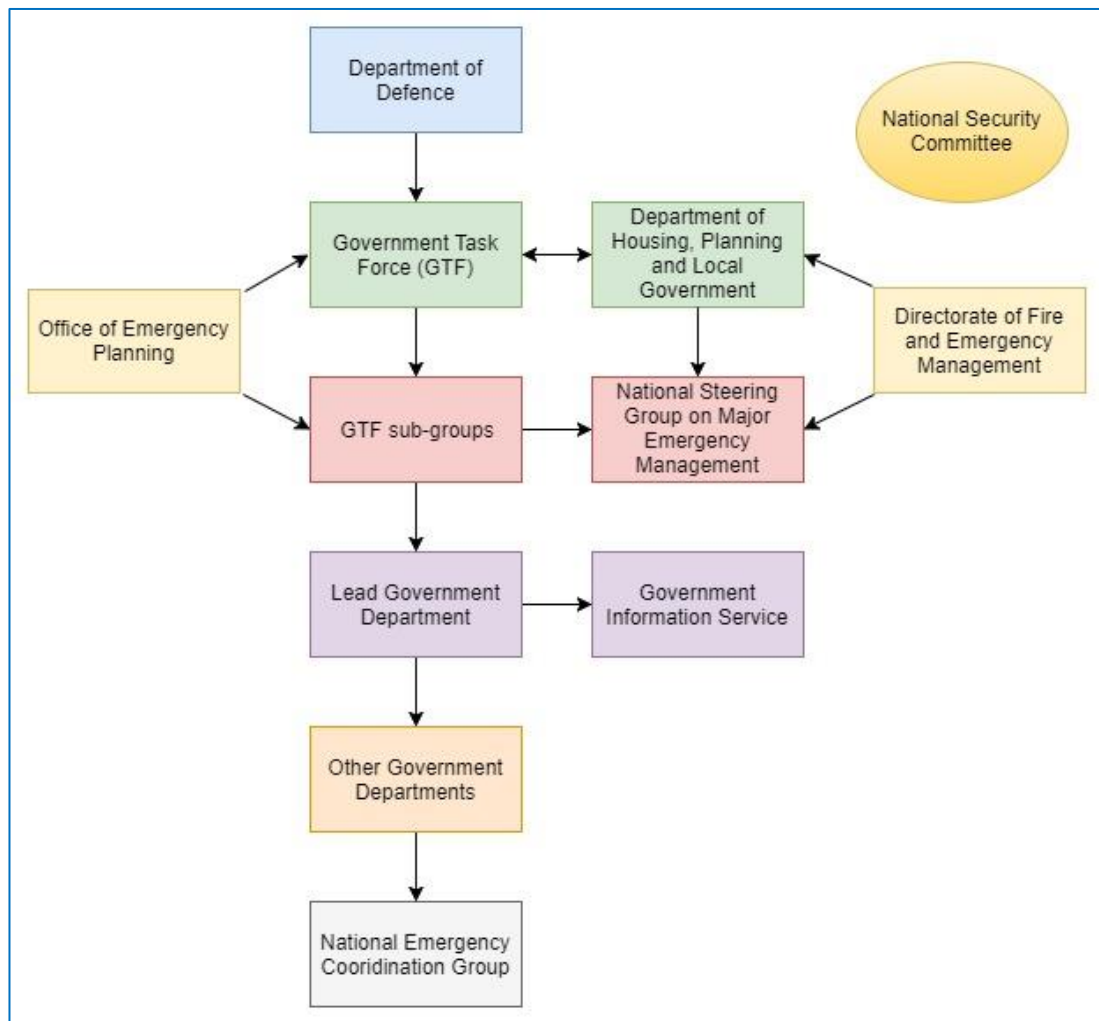 Department of
Defence
National Security
Committee
Government Task
Force (GTF)
Department of
Housing, Planning
and Local
Government
Office of Emergency
Planning
Directorate of Fire
and Emergency
Management
GTF sub-groups
National Steering
Group on Major
Emergency
Management
Lead Government
Department
Government
Information Service
Other Government
Departments
National Emergency
Cooridination Group